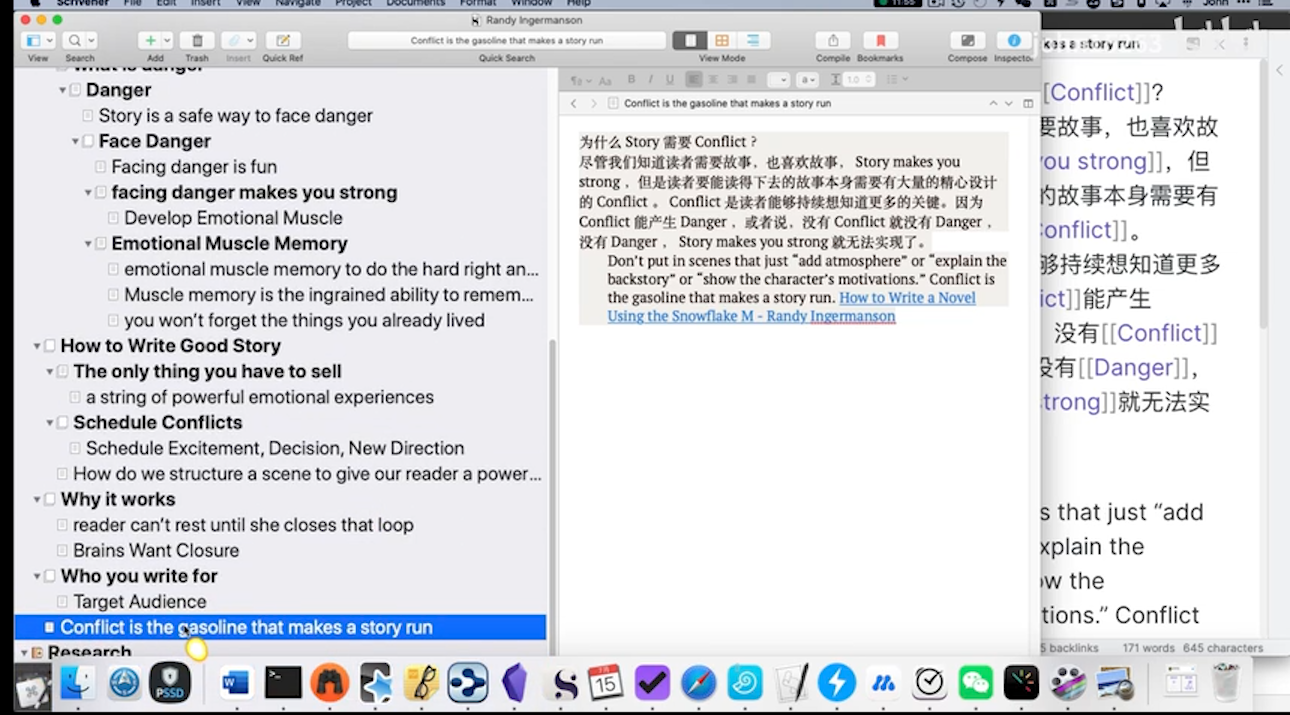 Scrivener File Edit Insert View Navigate Project Documents Format Window Help 11:55 John
Randy Ingermanson
Conflict is the gasoline that makes a story run
View Search Add Trash Insert Quick Ref Quick Search View Mode Compile Bookmarks Compose Inspector
What is danger
Danger
Story is a safe way to face danger
Face Danger
Facing danger is fun
facing danger makes you strong
Develop Emotional Muscle
Emotional Muscle Memory
emotional muscle memory to do the hard right an...
Muscle memory is the ingrained ability to remem...
you won't forget the things you already lived
How to Write Good Story
The only thing you have to sell
a string of powerful emotional experiences
Schedule Conflicts
Schedule Excitement, Decision, New Direction
How do we structure a scene to give our reader a power...
Why it works
reader can't rest until she closes that loop
Brains Want Closure
Who you write for
Target Audience
Conflict is the gasoline that makes a story run
Research
Aa B I U a 1.0
Conflict is the gasoline that makes a story run
为什么 Story 需要 Conflict ?
尽管我们知道读者需要故事，也喜欢故事， Story makes you
strong ，但是读者要能读得下去的故事本身需要有大量的精心设计
的 Conflict 。 Conflict 是读者能够持续想知道更多的关键。因为
Conflict 能产生 Danger ，或者说，没有 Conflict 就没有 Danger ，
没有 Danger ， Story makes you strong 就无法实现了。
Don't put in scenes that just “add atmosphere” or “explain the
backstory” or “show the character's motivations.” Conflict is
the gasoline that makes a story run. How to Write a Novel
Using the Snowflake M - Randy Ingermanson
kes a story run
[Conflict]]?
要故事，也喜欢故
you strong]]，但
的故事本身需要有
onflict]]。
够持续想知道更多
ict]]能产生
没有[[Conflict]]
没有[[Danger]]，
strong]]就无法实
s that just “add
xplain the
ow the
tions.” Conflict
5 backlinks 171 words 645 characters
PSSD
15